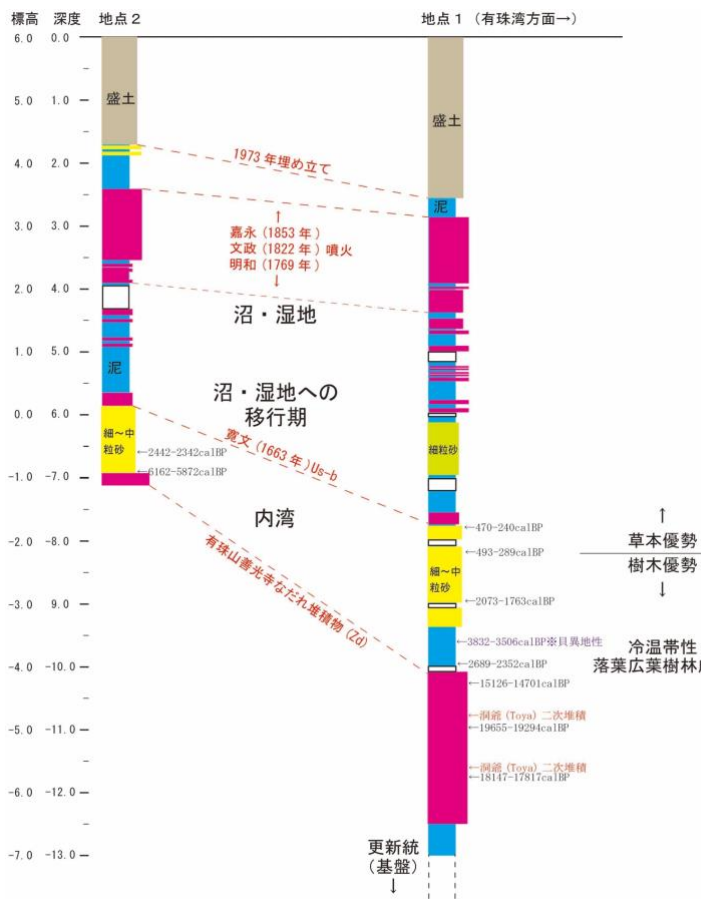 標高 深度 地点2 地点1 (有珠湾方面→)
6.0 0.0
5.0 1.0
盛土
盛土
4.0 2.0
1973年埋め立て
泥
3.0 3.0
↑
嘉永(1853年)
文政(1822年)噴火
明和(1769年)
↓
2.0 4.0
沼・湿地
1.0 5.0
泥
沼・湿地への
移行期
0.0 6.0
細〜中
粒砂
寛文(1663年)Us-b
細粒砂
←2442-2342calBP
←6162-5872calBP
-1.0 -7.0
内湾
←470-240calBP
↑
草本優勢
-2.0 -8.0
←493-289calBP
樹木優勢
↓
有珠山善光寺なだれ堆積物(Zd)
細〜中
粒砂
←2073-1763calBP
-3.0 9.0
←3832-3506calBP※貝異地性
冷温帯性
落葉広葉樹林
-4.0 -10.0
←2689-2352calBP
←15126-14701calBP
←洞爺(Toya)二次堆積
-5.0 -11.0
←19655-19294calBP
←洞爺(Toya)二次堆積
←18147-17817calBP
-6.0 -12.0
-7.0 -13.0
更新統
(基盤)
↓